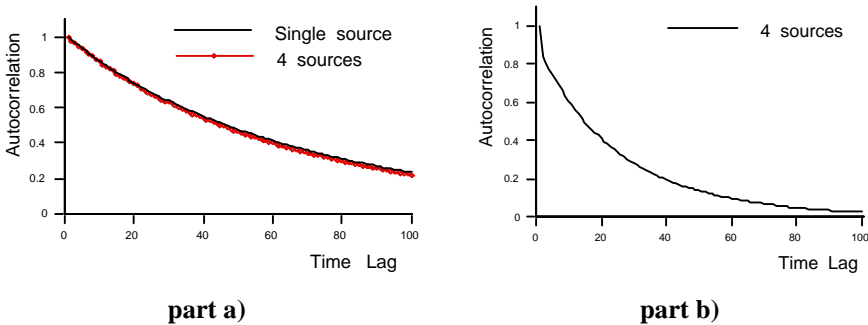 Single source
4 sources
Autocorrelation
1
0.8
0.6
0.4
0.2
0
0 20 40 60 80 100
Time Lag
part a)
4 sources
Autocorrelation
1
0.8
0.6
0.4
0.2
0
0 20 40 60 80 100
Time Lag
part b)